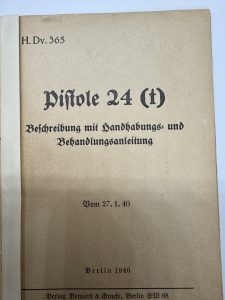 H. Dv. 365
Pistole 24 (t)
Beschreibung mit Handhabungs- und
Behandlungsanleitung
Vom 27. 1. 40
Berlin 1940
Verlag Bernard & Graefe, Berlin SW 68